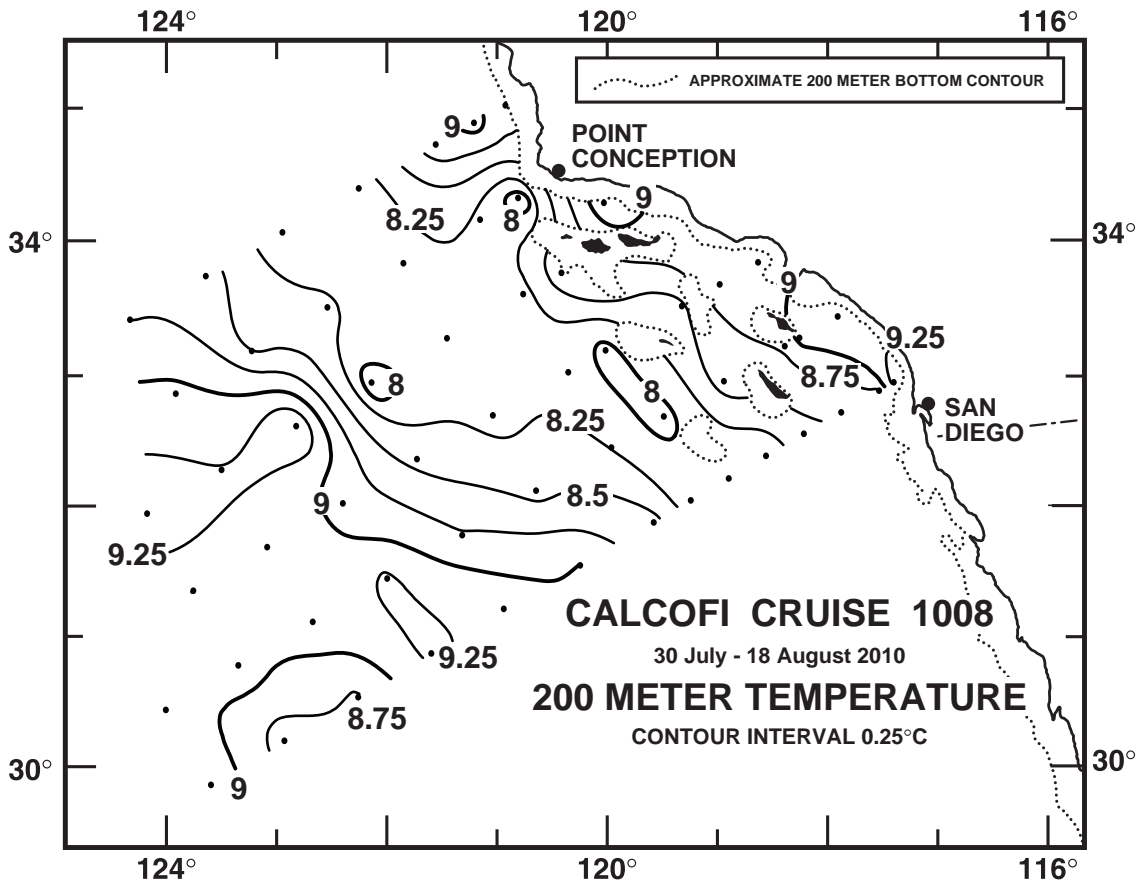 124°
120°
116°
APPROXIMATE 200 METER BOTTOM CONTOUR
9
POINT
CONCEPTION
8.25
8
9
34°
34°
9
9.25
8.75
8
8
8.25
SAN
DIEGO
8.5
9
9.25
CALCOFI CRUISE 1008
9.25
30 July - 18 August 2010
200 METER TEMPERATURE
8.75
CONTOUR INTERVAL 0.25°C
30°
30°
9
124°
120°
116°